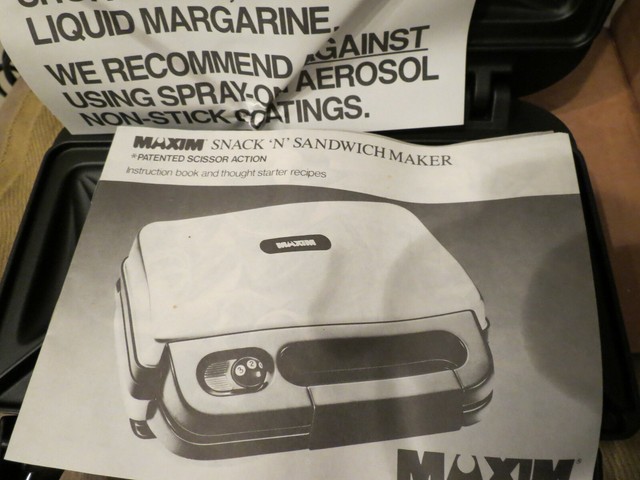 LIQUID MARGARINE.
WE RECOMMEND AGAINST
USING SPRAY-ON AEROSOL
NON-STICK COATINGS.
MAXIM SNACK 'N' SANDWICH MAKER
*PATENTED SCISSOR ACTION
Instruction book and thought starter recipes
MAXIM
MAXIM®